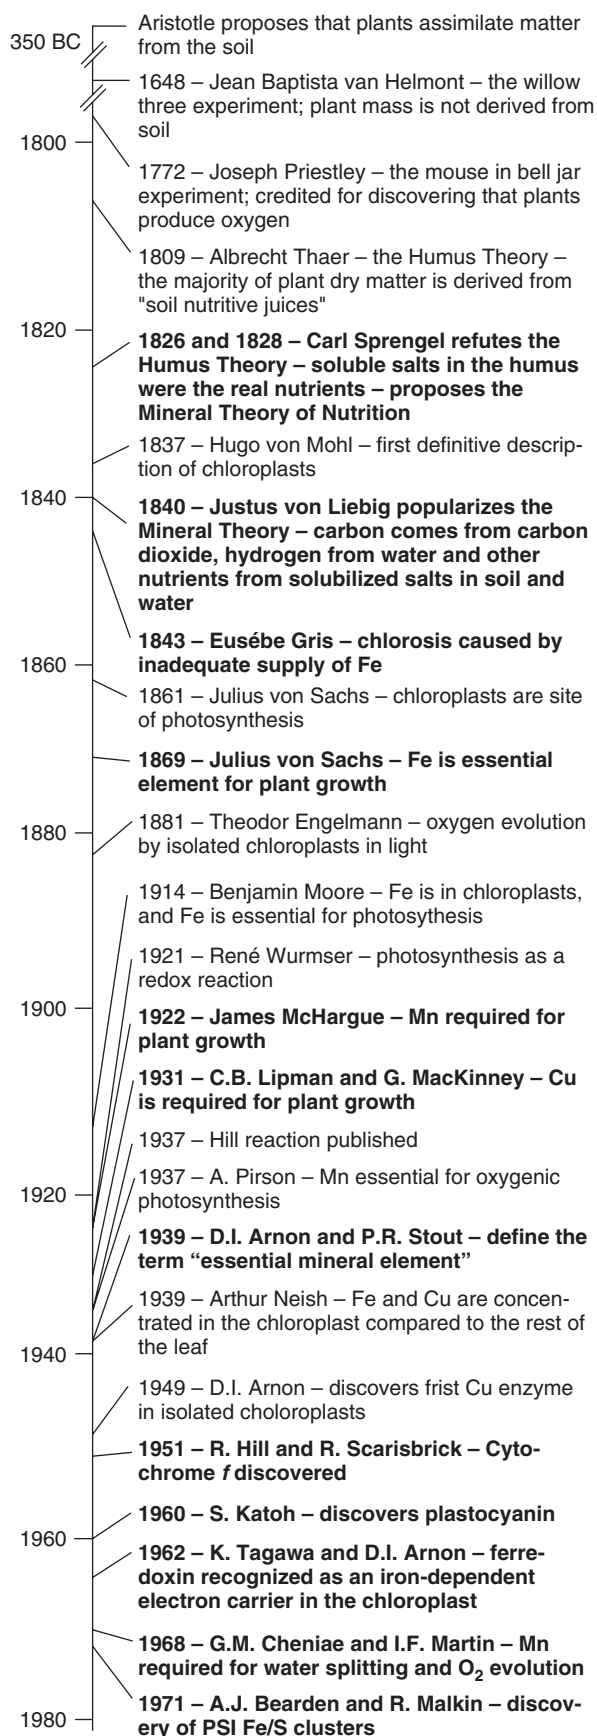 350 BC
Aristotle proposes that plants assimilate matter
from the soil
1648 – Jean Baptista van Helmont – the willow
three experiment; plant mass is not derived from
soil
1800
1772 – Joseph Priestley – the mouse in bell jar
experiment; credited for discovering that plants
produce oxygen
1809 – Albrecht Thaer – the Humus Theory –
the majority of plant dry matter is derived from
"soil nutritive juices"
1820
1826 and 1828 – Carl Sprengel refutes the
Humus Theory – soluble salts in the humus
were the real nutrients – proposes the
Mineral Theory of Nutrition
1837 – Hugo von Mohl – first definitive descrip-
tion of chloroplasts
1840
1840 – Justus von Liebig popularizes the
Mineral Theory – carbon comes from carbon
dioxide, hydrogen from water and other
nutrients from solubilized salts in soil and
water
1843 – Eusébe Gris – chlorosis caused by
inadequate supply of Fe
1860
1861 – Julius von Sachs – chloroplasts are site
of photosynthesis
1869 – Julius von Sachs – Fe is essential
element for plant growth
1880
1881 – Theodor Engelmann – oxygen evolution
by isolated chloroplasts in light
1914 – Benjamin Moore – Fe is in chloroplasts,
and Fe is essential for photosythesis
1921 – René Wurmser – photosynthesis as a
redox reaction
1900
1922 – James McHargue – Mn required for
plant growth
1931 – C.B. Lipman and G. MacKinney – Cu
is required for plant growth
1937 – Hill reaction published
1920
1937 – A. Pirson – Mn essential for oxygenic
photosynthesis
1939 – D.I. Arnon and P.R. Stout – define the
term “essential mineral element”
1939 – Arthur Neish – Fe and Cu are concen-
trated in the chloroplast compared to the rest of
the leaf
1940
1949 – D.I. Arnon – discovers frist Cu enzyme
in isolated choloroplasts
1951 – R. Hill and R. Scarisbrick – Cyto-
chrome f discovered
1960 – S. Katoh – discovers plastocyanin
1960
1962 – K. Tagawa and D.I. Arnon – ferre-
doxin recognized as an iron-dependent
electron carrier in the chloroplast
1968 – G.M. Cheniae and I.F. Martin – Mn
required for water splitting and O2 evolution
1980
1971 – A.J. Bearden and R. Malkin – discov-
ery of PSI Fe/S clusters